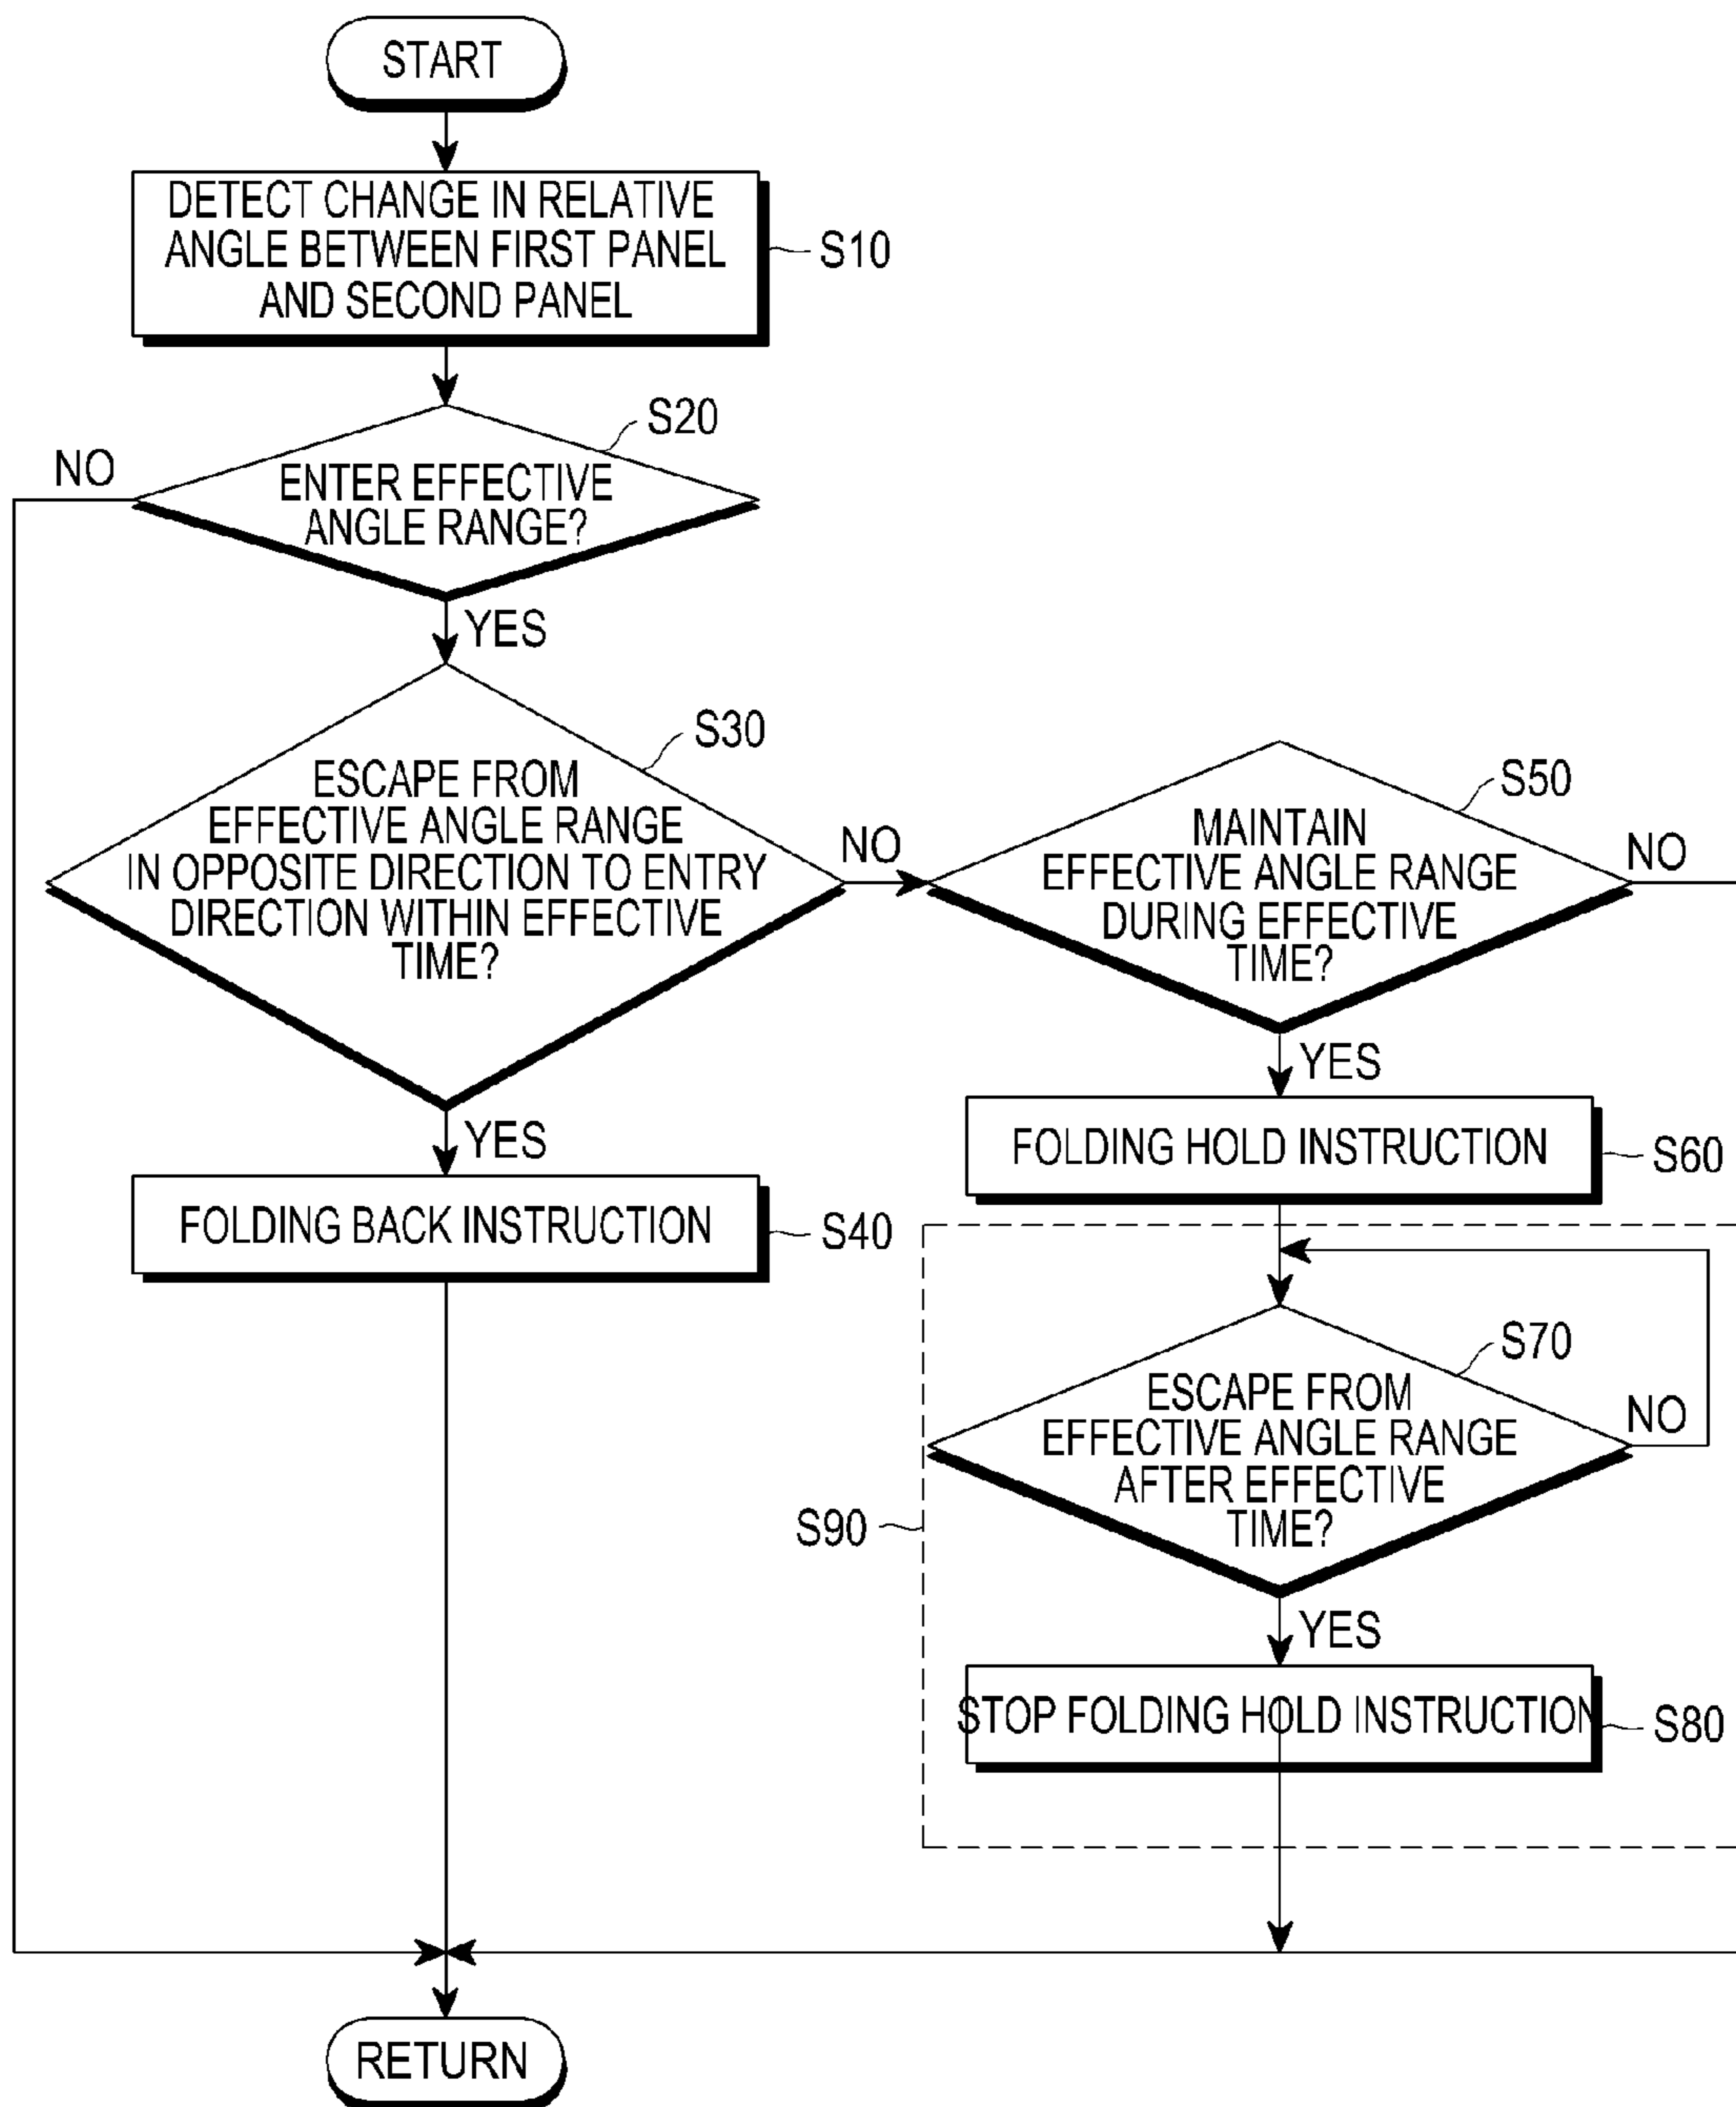 START
DETECT CHANGE IN RELATIVE
ANGLE BETWEEN FIRST PANEL
AND SECOND PANEL
S10
S20
NO
ENTER EFFECTIVE
ANGLE RANGE?
YES
S30
ESCAPE FROM
EFFECTIVE ANGLE RANGE
IN OPPOSITE DIRECTION TO ENTRY
DIRECTION WITHIN EFFECTIVE
TIME?
NO
YES
FOLDING BACK INSTRUCTION
S40
S50
MAINTAIN
EFFECTIVE ANGLE RANGE
DURING EFFECTIVE
TIME?
NO
YES
FOLDING HOLD INSTRUCTION
S60
S70
ESCAPE FROM
EFFECTIVE ANGLE RANGE
AFTER EFFECTIVE
TIME?
NO
S90
YES
STOP FOLDING HOLD INSTRUCTION
S80
RETURN